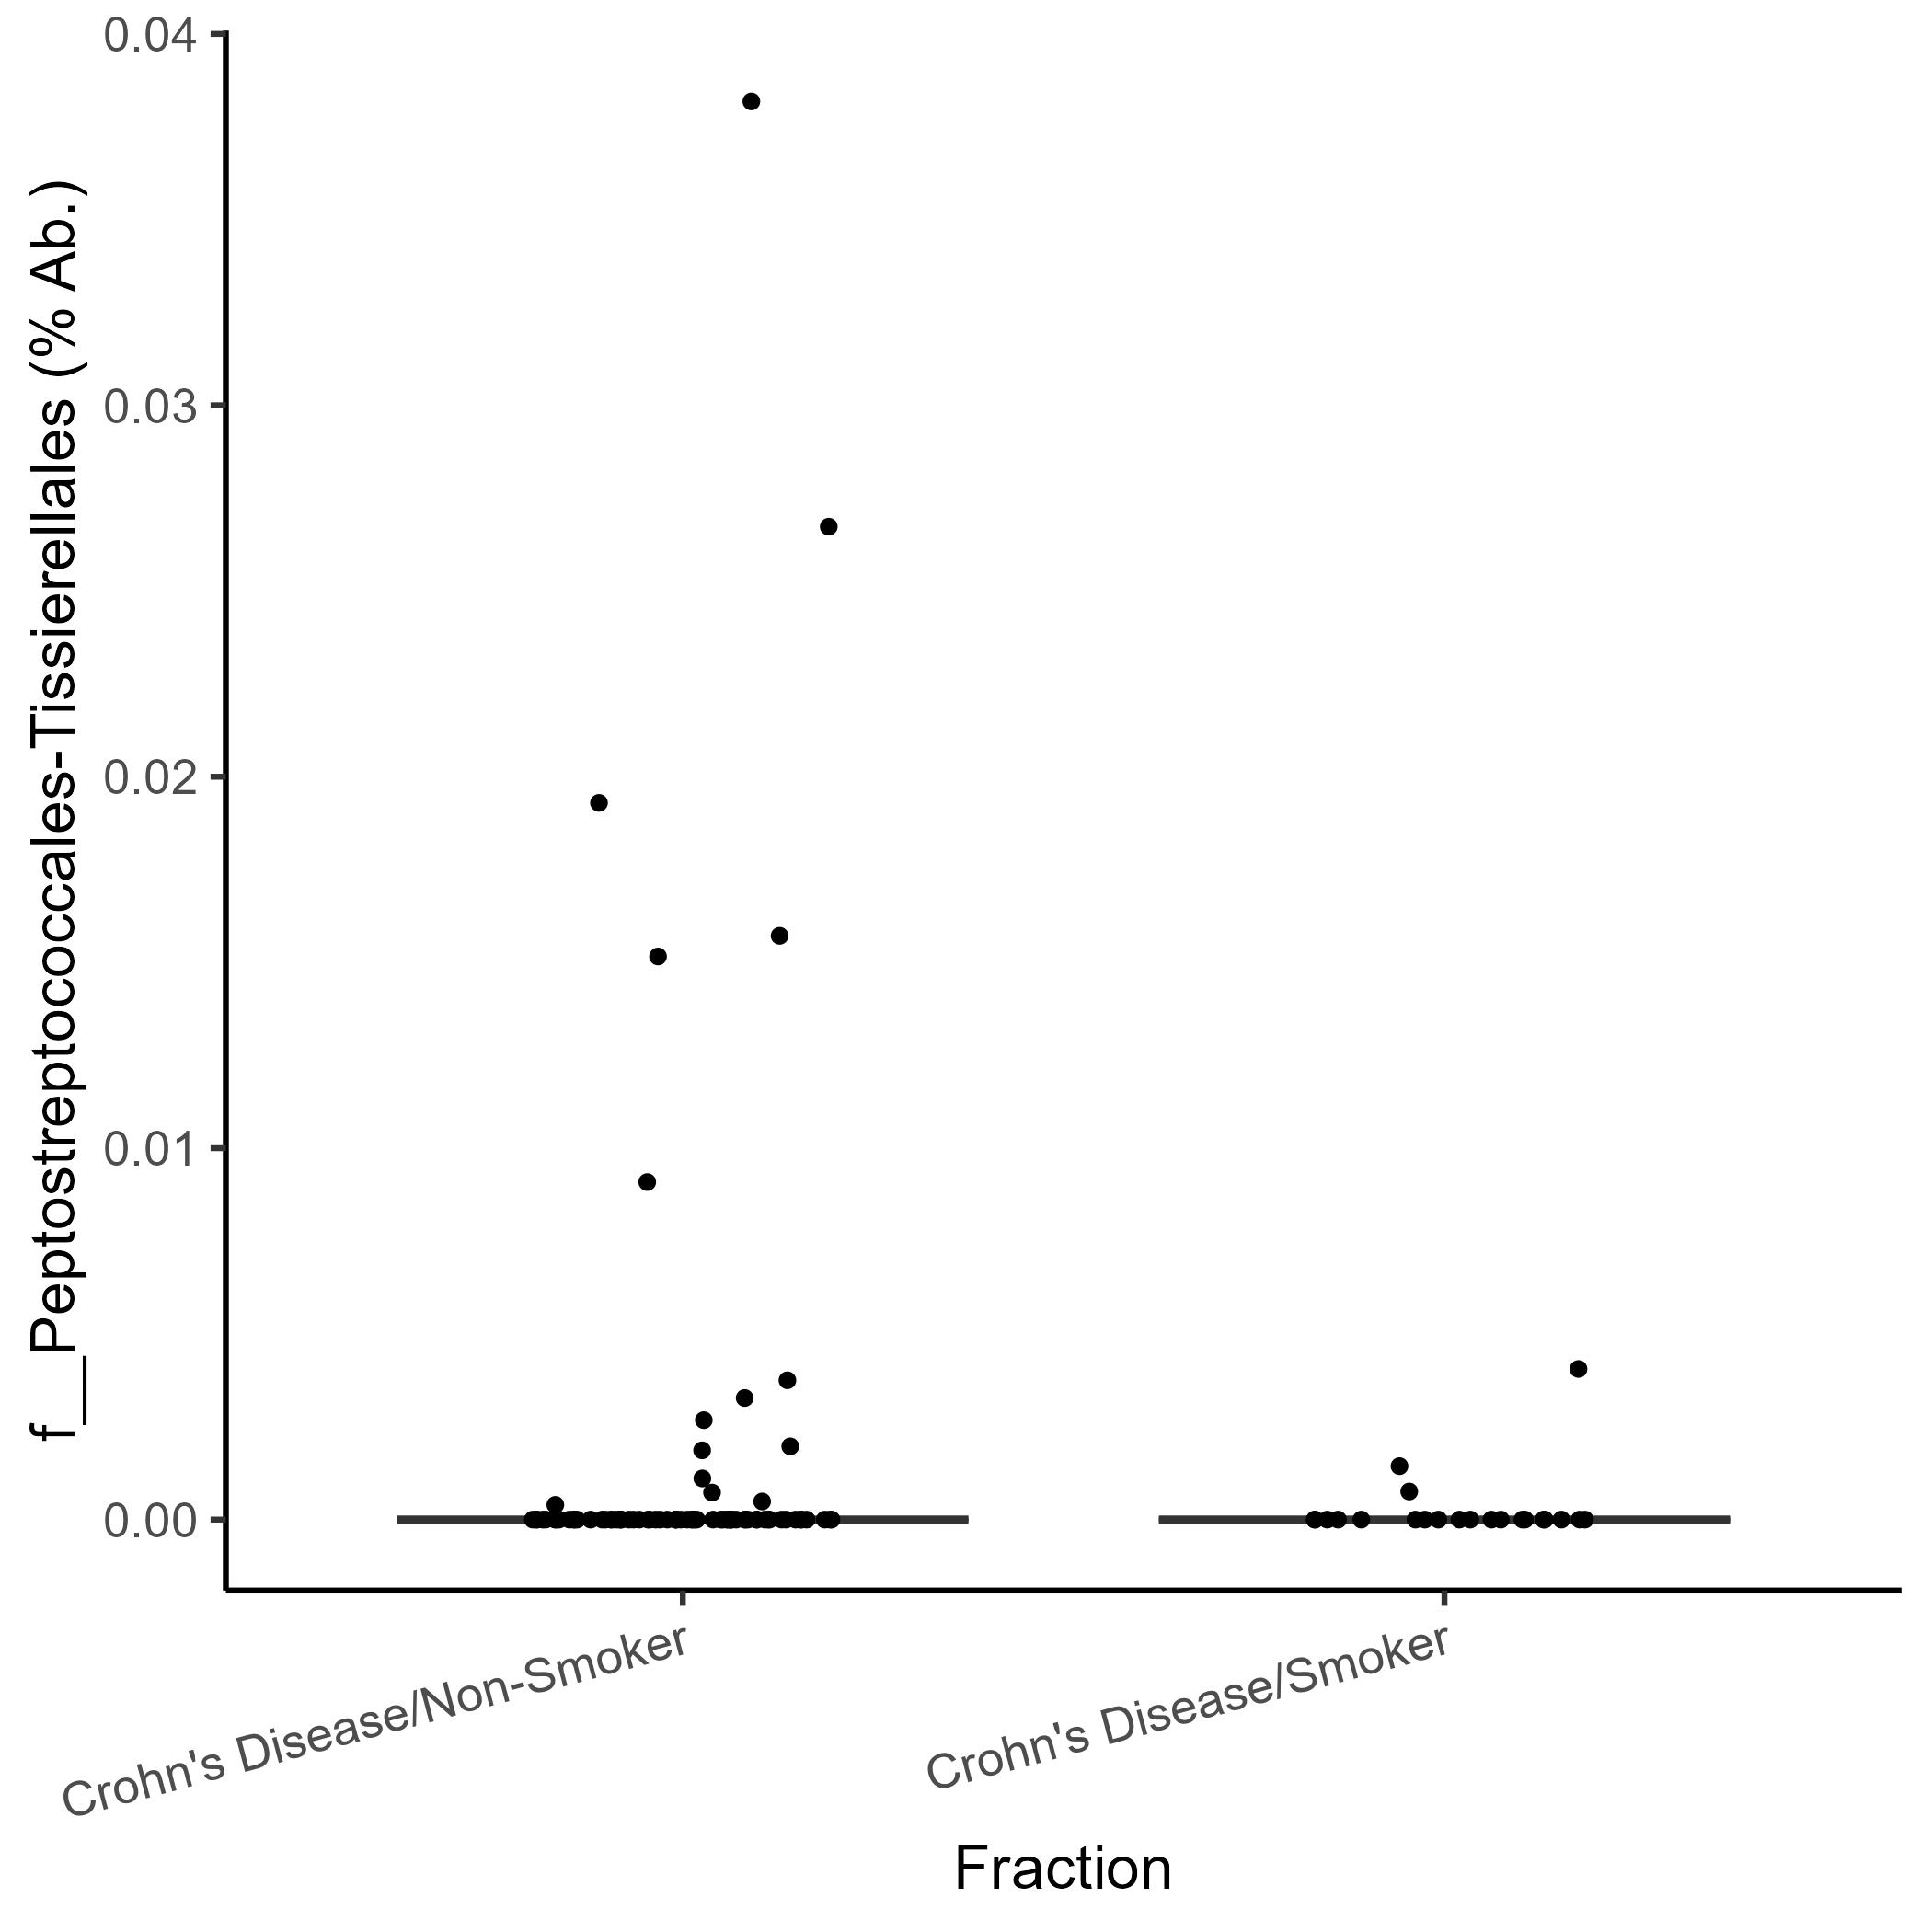 f__Peptostreptococcales-Tissierellales (% Ab.)
0.04
0.03
0.02
0.01
0.00
Crohn's Disease/Non-Smoker
Crohn's Disease/Smoker
Fraction